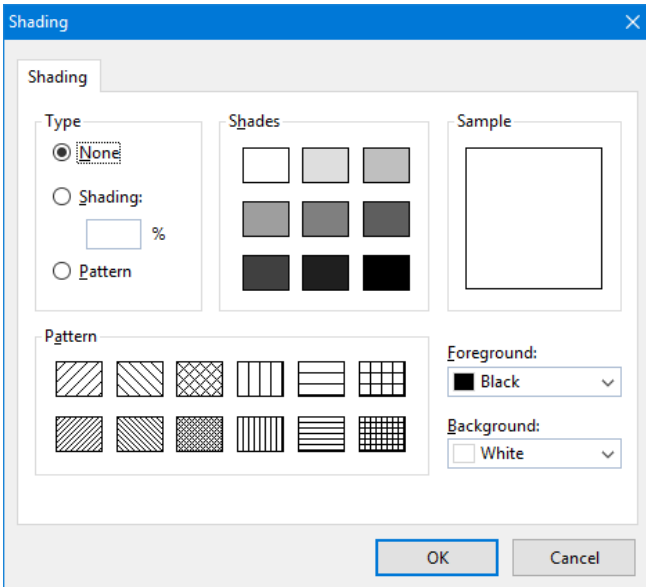 Shading
Shading
Type
None
Shading:
%
Pattern
Shades
Sample
Pattern
Foreground:
Black
Background:
White
OK
Cancel